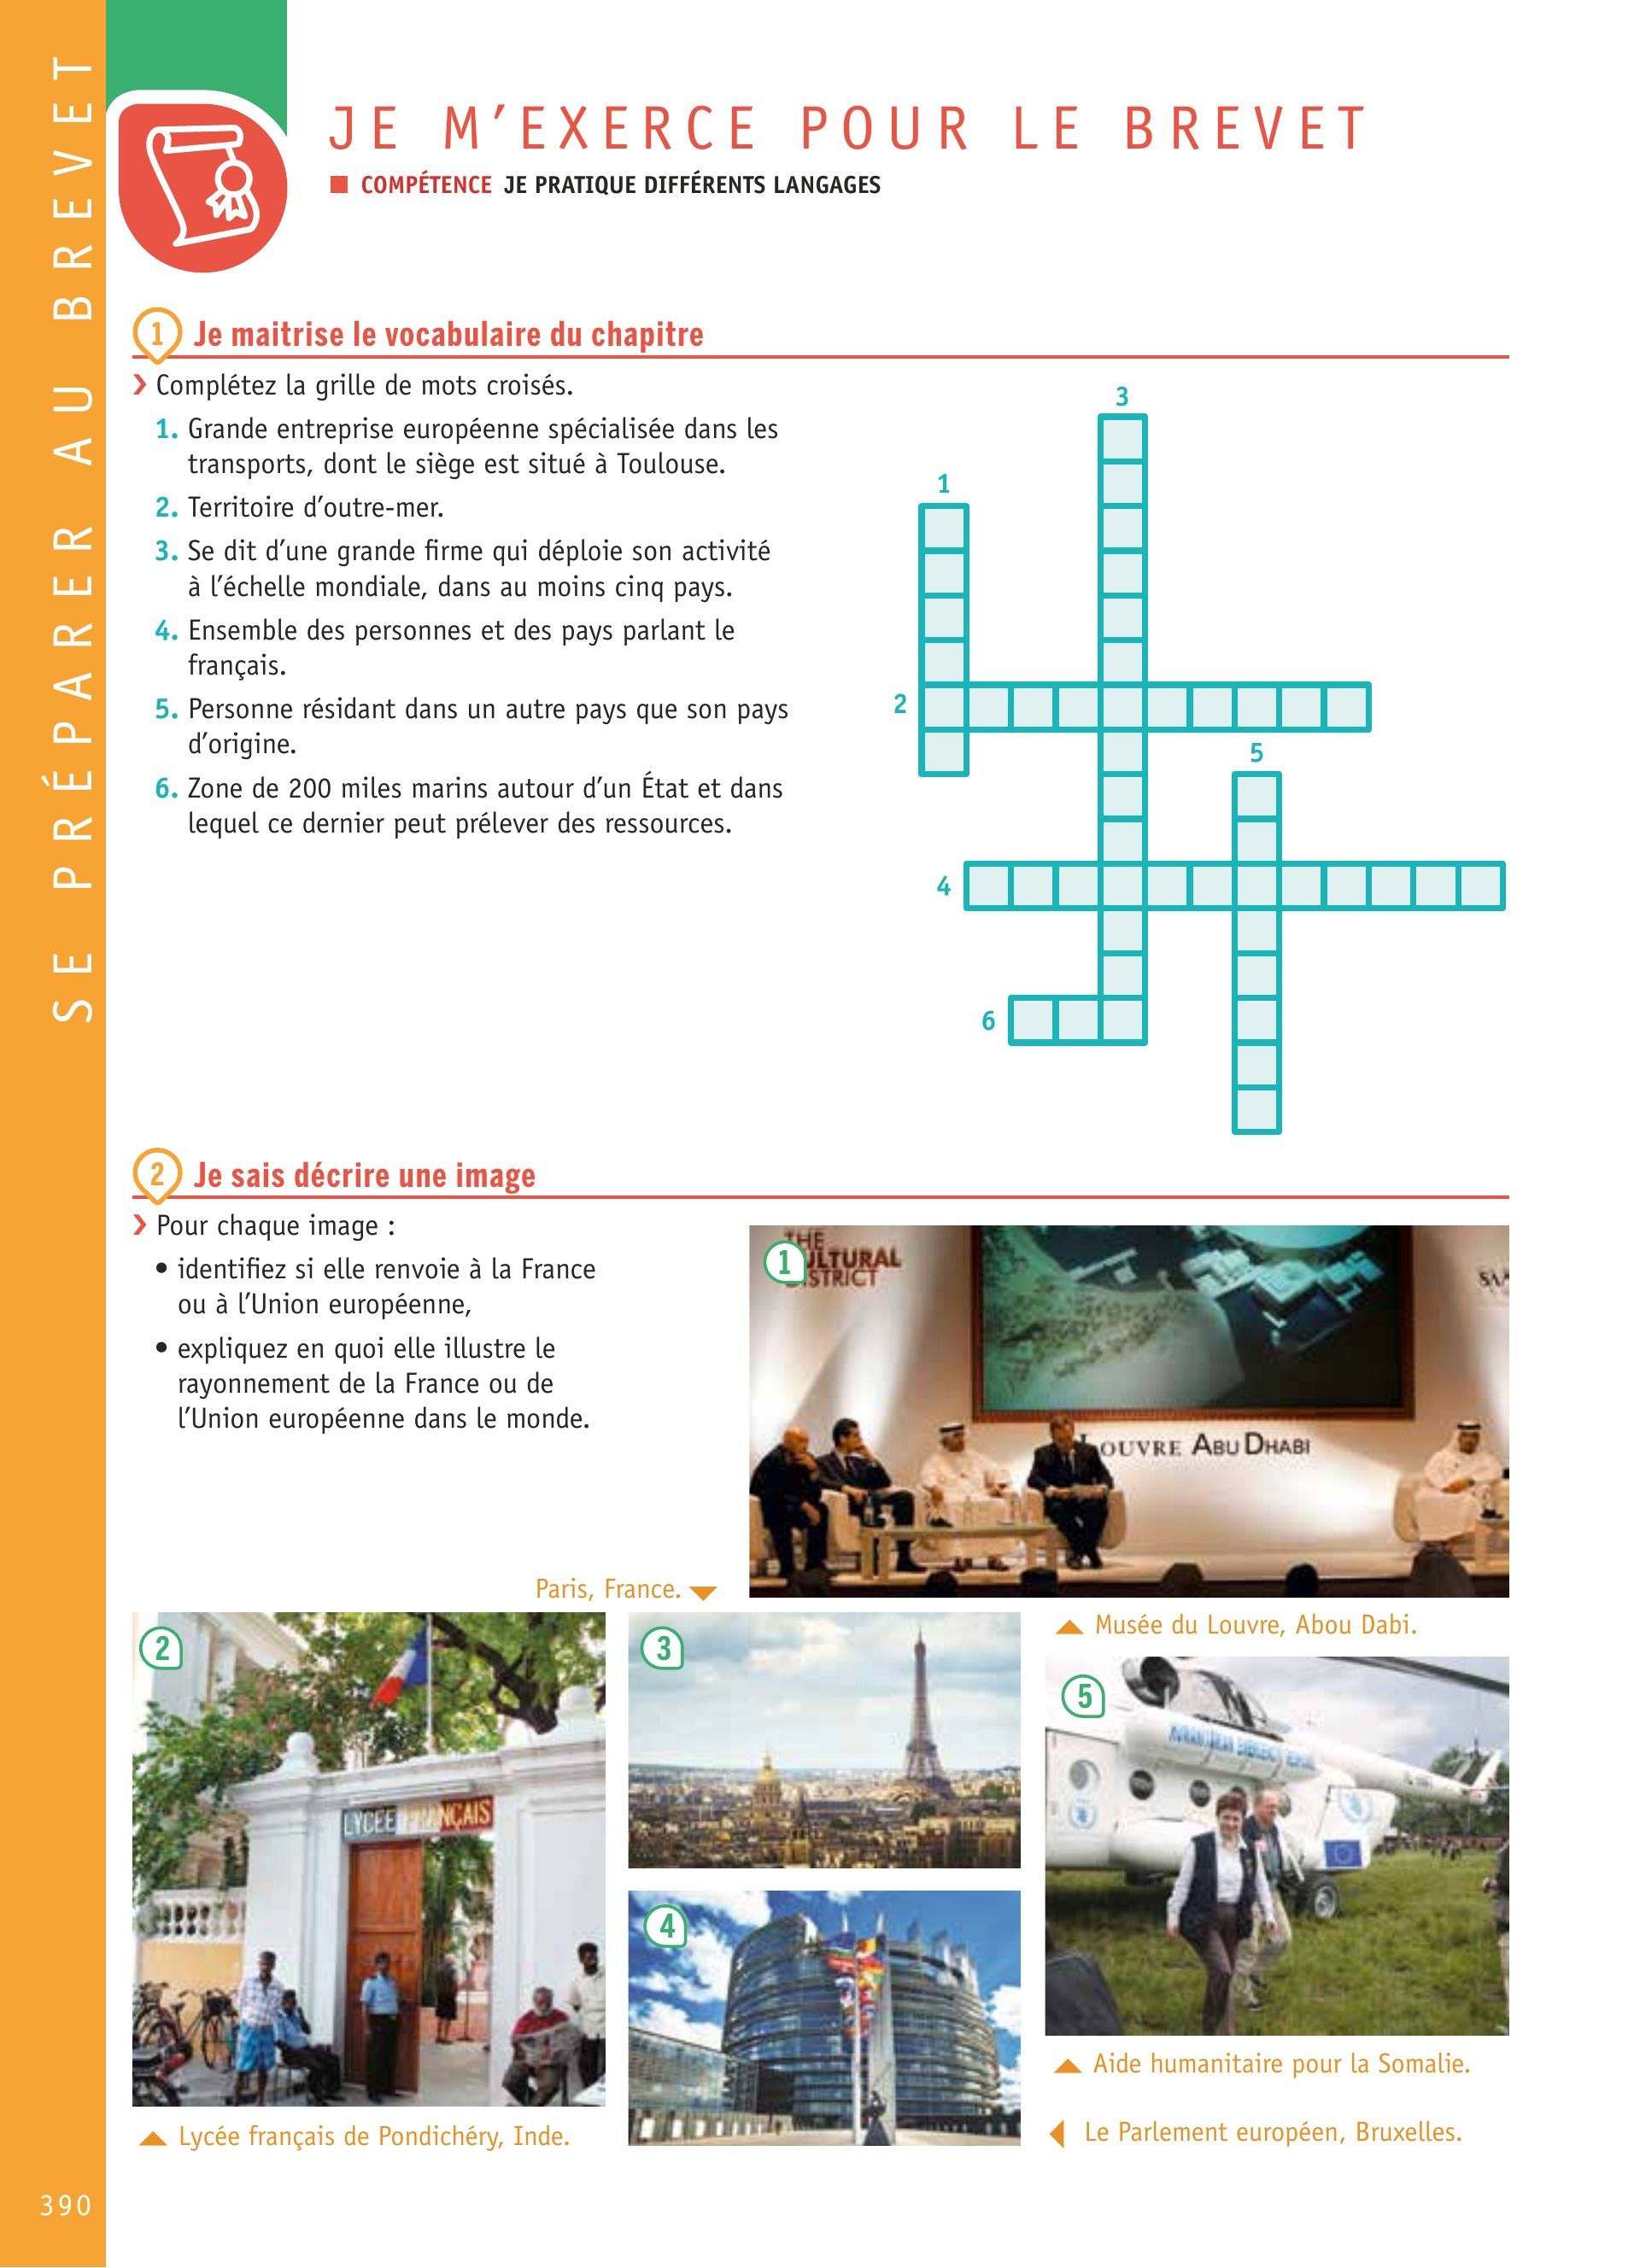 SE PRÉPARER AU BREVET
JE M’EXERCE POUR LE BREVET
COMPÉTENCE JE PRATIQUE DIFFÉRENTS LANGAGES
1 Je maitrise le vocabulaire du chapitre
Complétez la grille de mots croisés.
1. Grande entreprise européenne spécialisée dans les
transports, dont le siège est situé à Toulouse.
2. Territoire d’outre-mer.
3. Se dit d’une grande firme qui déploie son activité
à l’échelle mondiale, dans au moins cinq pays.
4. Ensemble des personnes et des pays parlant le
français.
5. Personne résidant dans un autre pays que son pays
d’origine.
6. Zone de 200 miles marins autour d’un État et dans
lequel ce dernier peut prélever des ressources.
3
1
2
5
4
6
2 Je sais décrire une image
Pour chaque image :
• identifiez si elle renvoie à la France
ou à l’Union européenne,
• expliquez en quoi elle illustre le
rayonnement de la France ou de
l’Union européenne dans le monde.
1
LOUVRE ABU DHABI
Paris, France.
Musée du Louvre, Abou Dabi.
2
LYCÉE FRANÇAIS
3
5
4
Aide humanitaire pour la Somalie.
Le Parlement européen, Bruxelles.
Lycée français de Pondichéry, Inde.
390